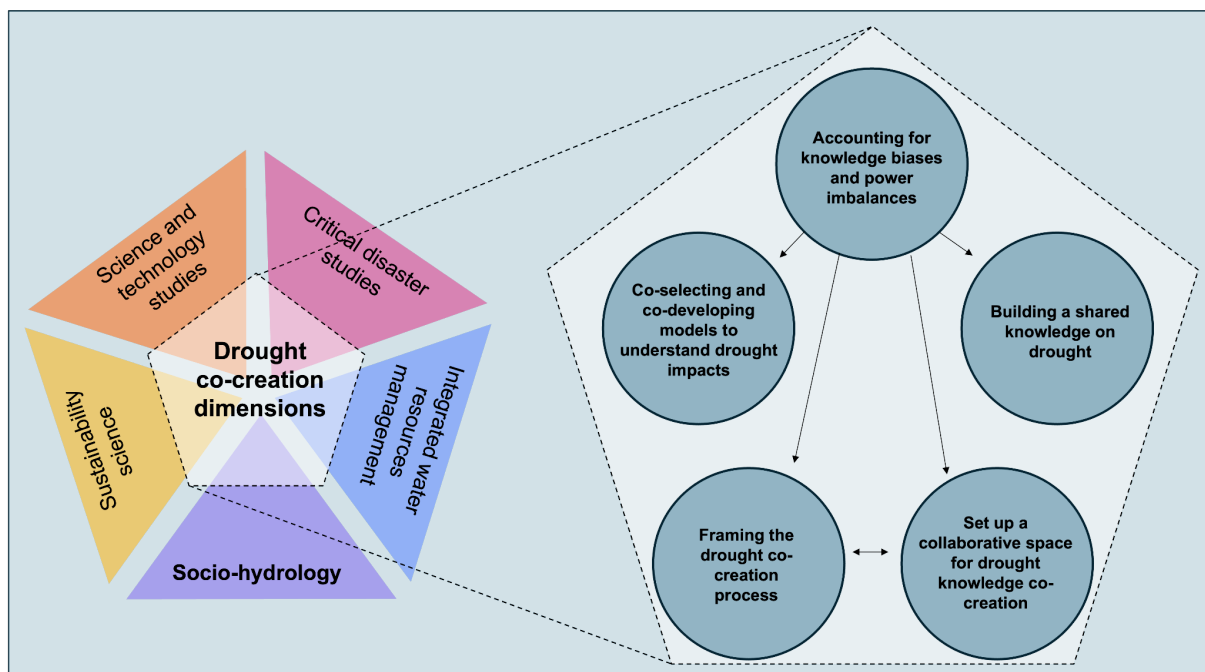 Science and
technology
studies
Critical disaster
studies
Sustainability
science
Drought
co-creation
dimensions
Integrated water
resources
management
Socio-hydrology
Accounting for
knowledge biases
and power
imbalances
Co-selecting and
co-developing
models to
understand drought
impacts
Building a shared
knowledge on
drought
Framing the
drought co-
creation
process
Set up a
collaborative space
for drought
knowledge co-
creation